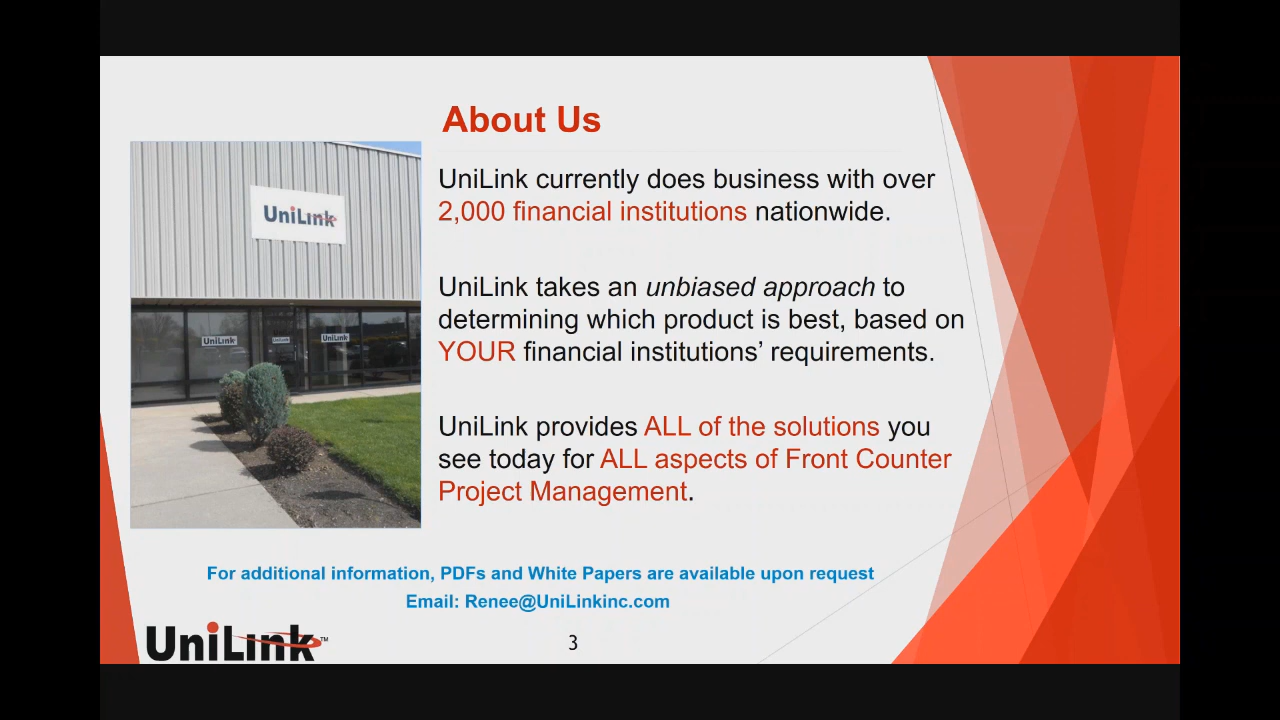 About Us
UniLink
UniLink
UniLink
UniLink
UniLink currently does business with over
2,000 financial institutions nationwide.
UniLink takes an unbiased approach to
determining which product is best, based on
YOUR financial institutions’ requirements.
UniLink provides ALL of the solutions you
see today for ALL aspects of Front Counter
Project Management.
For additional information, PDFs and White Papers are available upon request
Email: Renee@UniLinkinc.com
UniLink™
3